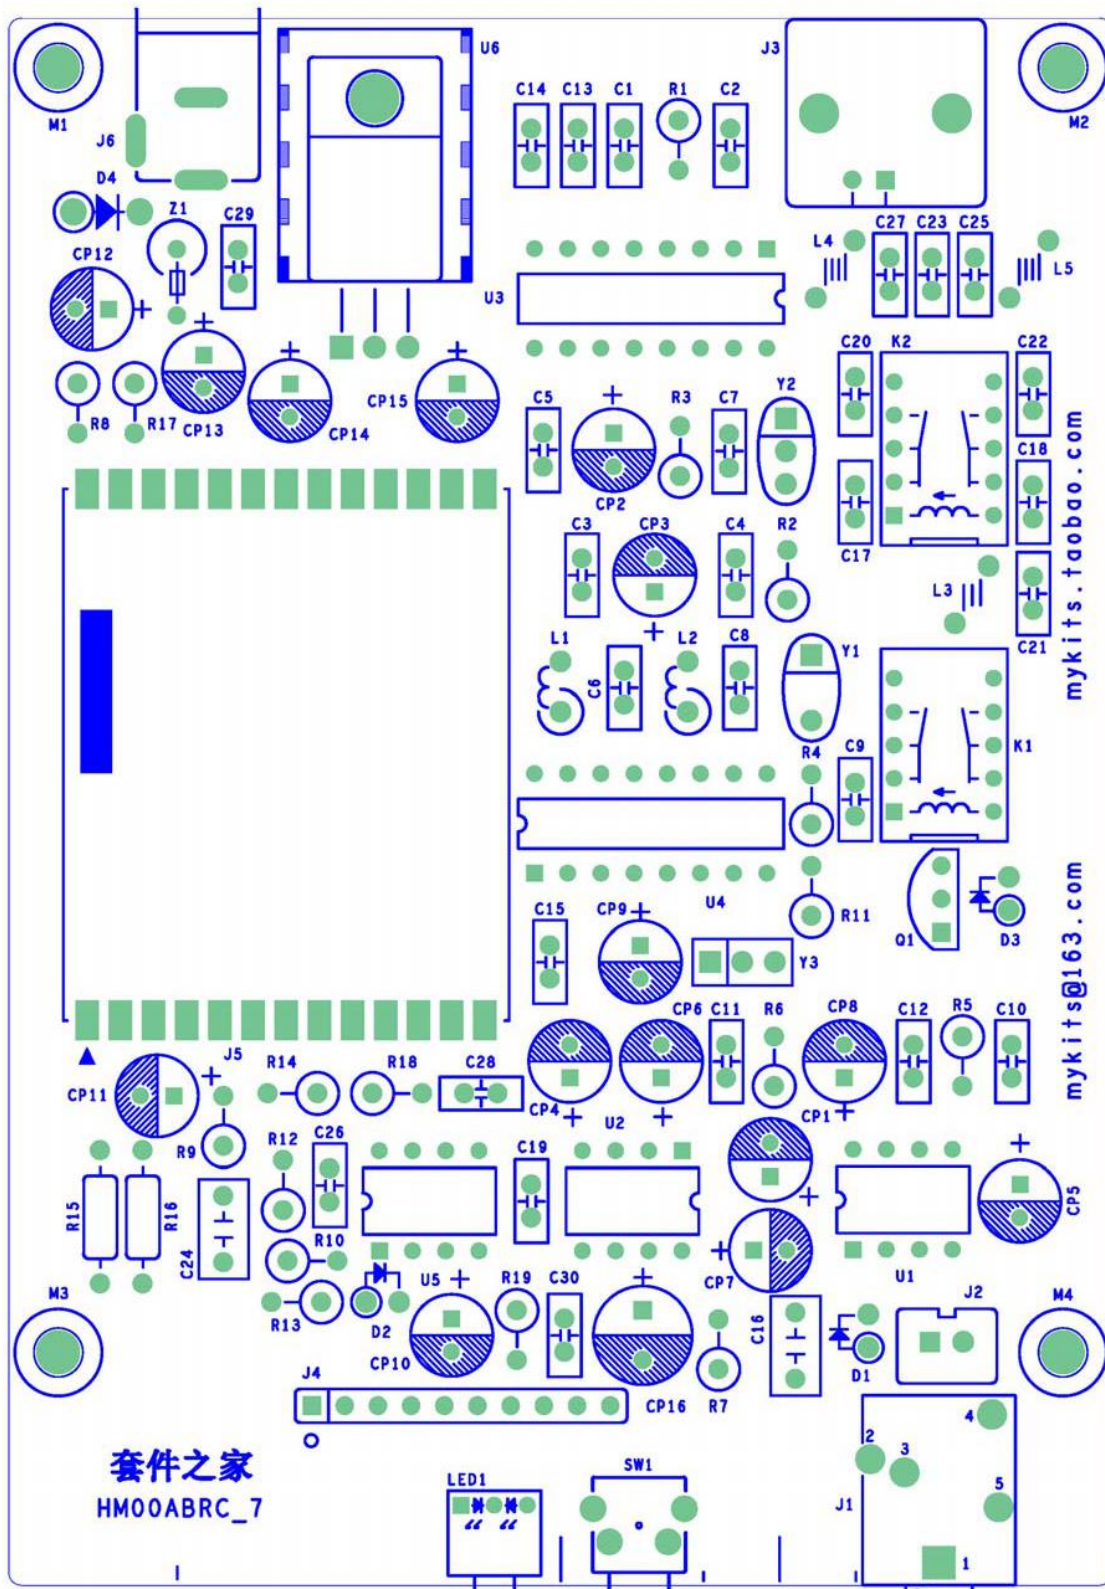 U6
J3
C14 C13 C1 R1 C2
M1
M2
J6
D4
Z1
C29
CP12
L4
C27 C23 C25
L5
U3
C20
K2
C22
R8
R17
CP13
CP14
CP15
C5
R3
C7
Y2
CP2
C18
C3
CP3
C4
R2
C17
L3
C21
L1
C6
L2
C8
Y1
R4
C9
K1
mykits.taobao.com
C15
CP9
U4
R11
Q1
D3
Y3
mykits@163.com
CP6
C11
R6
CP8
C12
R5
C10
J5
R14
R18
C28
CP11
CP4
U2
CP1
R9
R12
C26
C19
R15
R16
C24
R10
CP5
CP7
U1
M3
R13
D2
U5
CP10
R19
C30
CP16
R7
C16
D1
J2
M4
J4
套件之家
HM00ABRC_7
LED1
SW1
J1
4
2
3
5
1